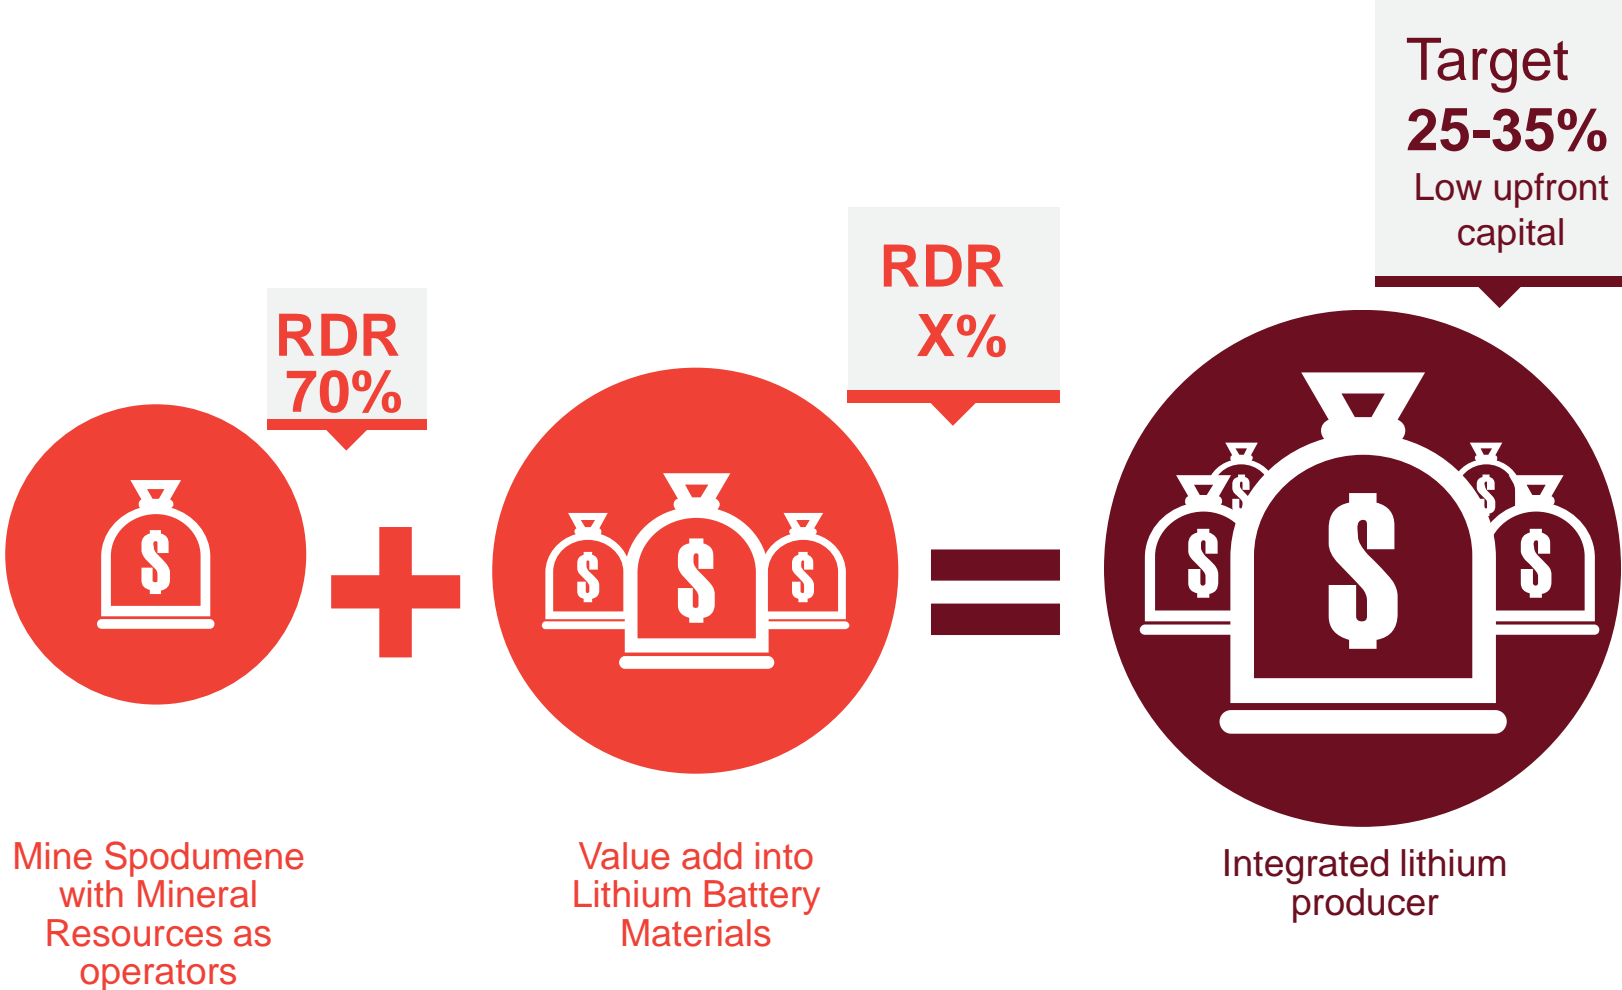 RDR
70%
Mine Spodumene
with Mineral
Resources as
operators
RDR
X%
Value add into
Lithium Battery
Materials
Target
25-35%
Low upfront
capital
Integrated lithium
producer
$
$
$
$
$
$
$
$
$